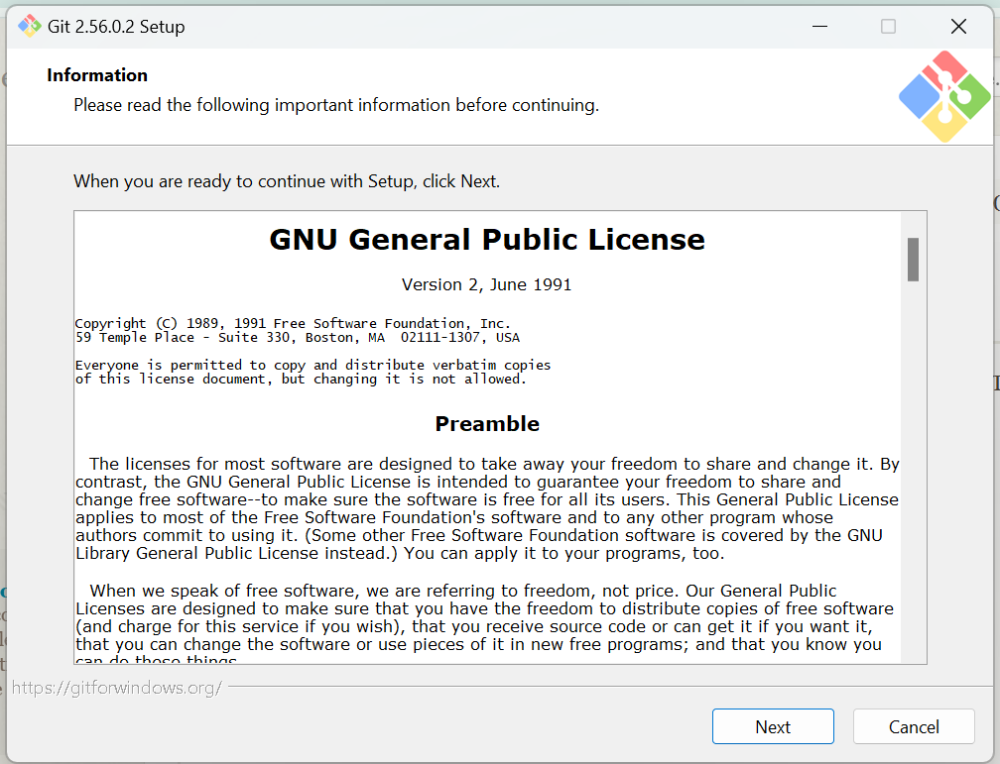 Git 2.56.0.2 Setup
Information
Please read the following important information before continuing.
When you are ready to continue with Setup, click Next.
GNU General Public License
Version 2, June 1991
Copyright (C) 1989, 1991 Free Software Foundation, Inc.
59 Temple Place - Suite 330, Boston, MA  02111-1307, USA
Everyone is permitted to copy and distribute verbatim copies
of this license document, but changing it is not allowed.
Preamble
The licenses for most software are designed to take away your freedom to share and change it. By
contrast, the GNU General Public License is intended to guarantee your freedom to share and
change free software--to make sure the software is free for all its users. This General Public License
applies to most of the Free Software Foundation's software and to any other program whose
authors commit to using it. (Some other Free Software Foundation software is covered by the GNU
Library General Public License instead.) You can apply it to your programs, too.
When we speak of free software, we are referring to freedom, not price. Our General Public
Licenses are designed to make sure that you have the freedom to distribute copies of free software
(and charge for this service if you wish), that you receive source code or can get it if you want it,
that you can change the software or use pieces of it in new free programs; and that you know you
can do these things.
https://gitforwindows.org/
Next
Cancel